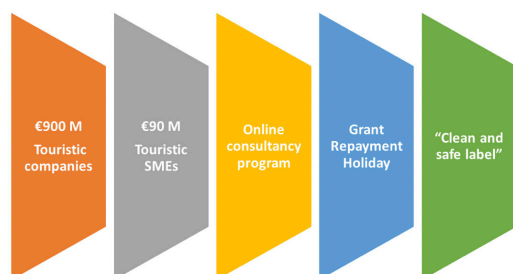 €900 M
Touristic
companies
€90 M
Touristic
SMEs
Online
consultancy
program
Grant
Repayment
Holiday
“Clean and
safe label”